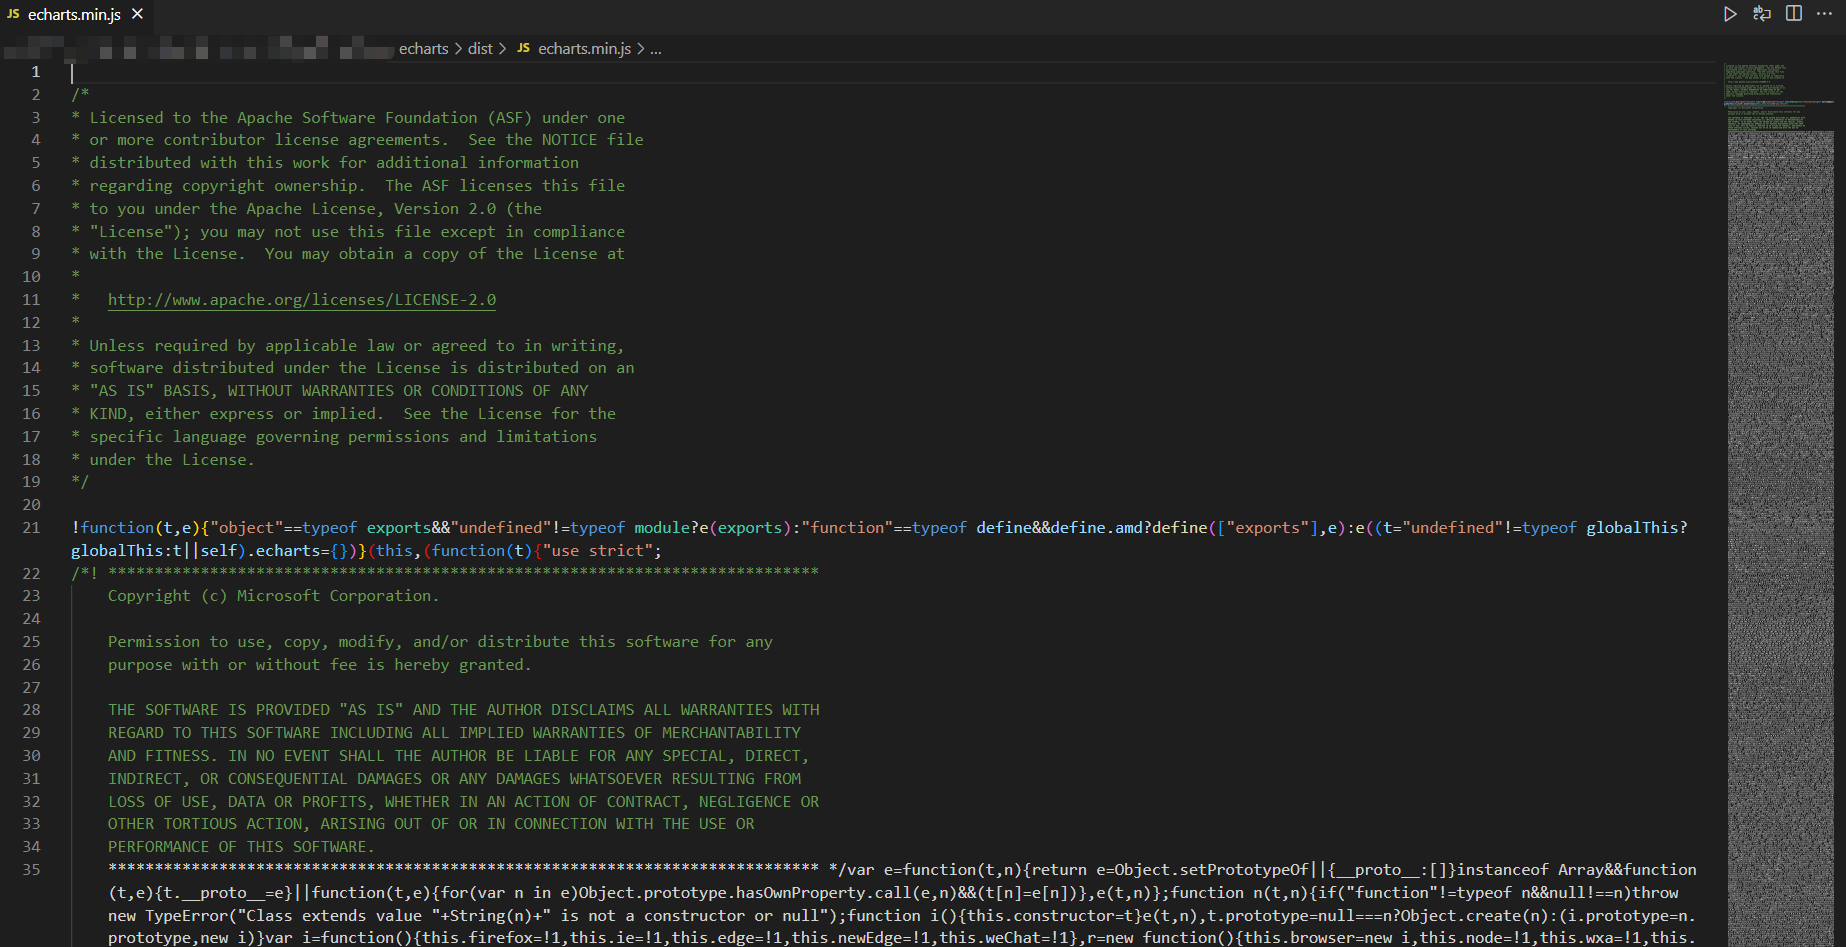 JS echarts.min.js ×
echarts > dist > JS echarts.min.js > ...
1
2 /*
3 * Licensed to the Apache Software Foundation (ASF) under one
4 * or more contributor license agreements.  See the NOTICE file
5 * distributed with this work for additional information
6 * regarding copyright ownership.  The ASF licenses this file
7 * to you under the Apache License, Version 2.0 (the
8 * "License"); you may not use this file except in compliance
9 * with the License.  You may obtain a copy of the License at
10 *
11 *   http://www.apache.org/licenses/LICENSE-2.0
12 *
13 * Unless required by applicable law or agreed to in writing,
14 * software distributed under the License is distributed on an
15 * "AS IS" BASIS, WITHOUT WARRANTIES OR CONDITIONS OF ANY
16 * KIND, either express or implied.  See the License for the
17 * specific language governing permissions and limitations
18 * under the License.
19 */
20
21 !function(t,e){"object"==typeof exports&&"undefined"!=typeof module?e(exports):"function"==typeof define&&define.amd?define(["exports"],e):e((t="undefined"!=typeof globalThis?
globalThis:t||self).echarts={})}(this,(function(t){"use strict";
22 /*! *****************************************************************************
23 Copyright (c) Microsoft Corporation.
24
25 Permission to use, copy, modify, and/or distribute this software for any
26 purpose with or without fee is hereby granted.
27
28 THE SOFTWARE IS PROVIDED "AS IS" AND THE AUTHOR DISCLAIMS ALL WARRANTIES WITH
29 REGARD TO THIS SOFTWARE INCLUDING ALL IMPLIED WARRANTIES OF MERCHANTABILITY
30 AND FITNESS. IN NO EVENT SHALL THE AUTHOR BE LIABLE FOR ANY SPECIAL, DIRECT,
31 INDIRECT, OR CONSEQUENTIAL DAMAGES OR ANY DAMAGES WHATSOEVER RESULTING FROM
32 LOSS OF USE, DATA OR PROFITS, WHETHER IN AN ACTION OF CONTRACT, NEGLIGENCE OR
33 OTHER TORTIOUS ACTION, ARISING OUT OF OR IN CONNECTION WITH THE USE OR
34 PERFORMANCE OF THIS SOFTWARE.
35 ***************************************************************************** */var e=function(t,n){return e=Object.setPrototypeOf||{__proto__:[]}instanceof Array&&function
(t,e){t.__proto__=e}||function(t,e){for(var n in e)Object.prototype.hasOwnProperty.call(e,n)&&(t[n]=e[n])},e(t,n)};function n(t,n){if("function"!=typeof n&&null!==n)throw
new TypeError("Class extends value "+String(n)+" is not a constructor or null");function i(){this.constructor=t}e(t,n),t.prototype=null===n?Object.create(n):(i.prototype=n.
prototype,new i)}var i=function(){this.firefox=!1,this.ie=!1,this.edge=!1,this.newEdge=!1,this.weChat=!1},r=new function(){this.browser=new i,this.node=!1,this.wxa=!1,this.